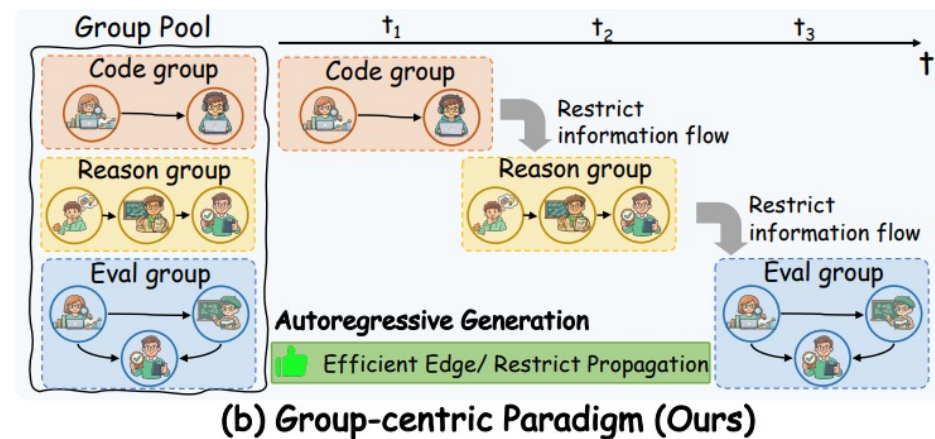 Group Pool
Code group
Reason group
Eval group
t1 t2 t3
t
Code group
Restrict
information flow
Reason group
Restrict
information flow
Eval group
Autoregressive Generation
Efficient Edge/ Restrict Propagation
(b) Group-centric Paradigm (Ours)